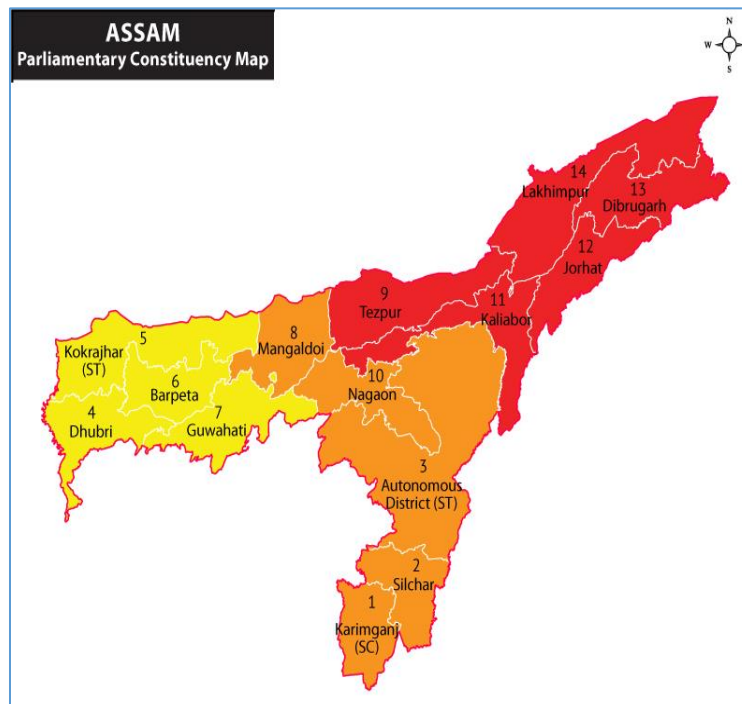 ASSAM
Parliamentary Constituency Map
N
W
S
14
Lakhimpur
13
Dibrugarh
12
Jorhat
9
Tezpur
11
Kaliabor
8
Mangaldoi
5
Kokrajhar
(ST)
6
Barpeta
10
Nagaon
4
Dhubri
7
Guwahati
3
Autonomous
District (ST)
2
Silchar
1
Karimganj
(SC)